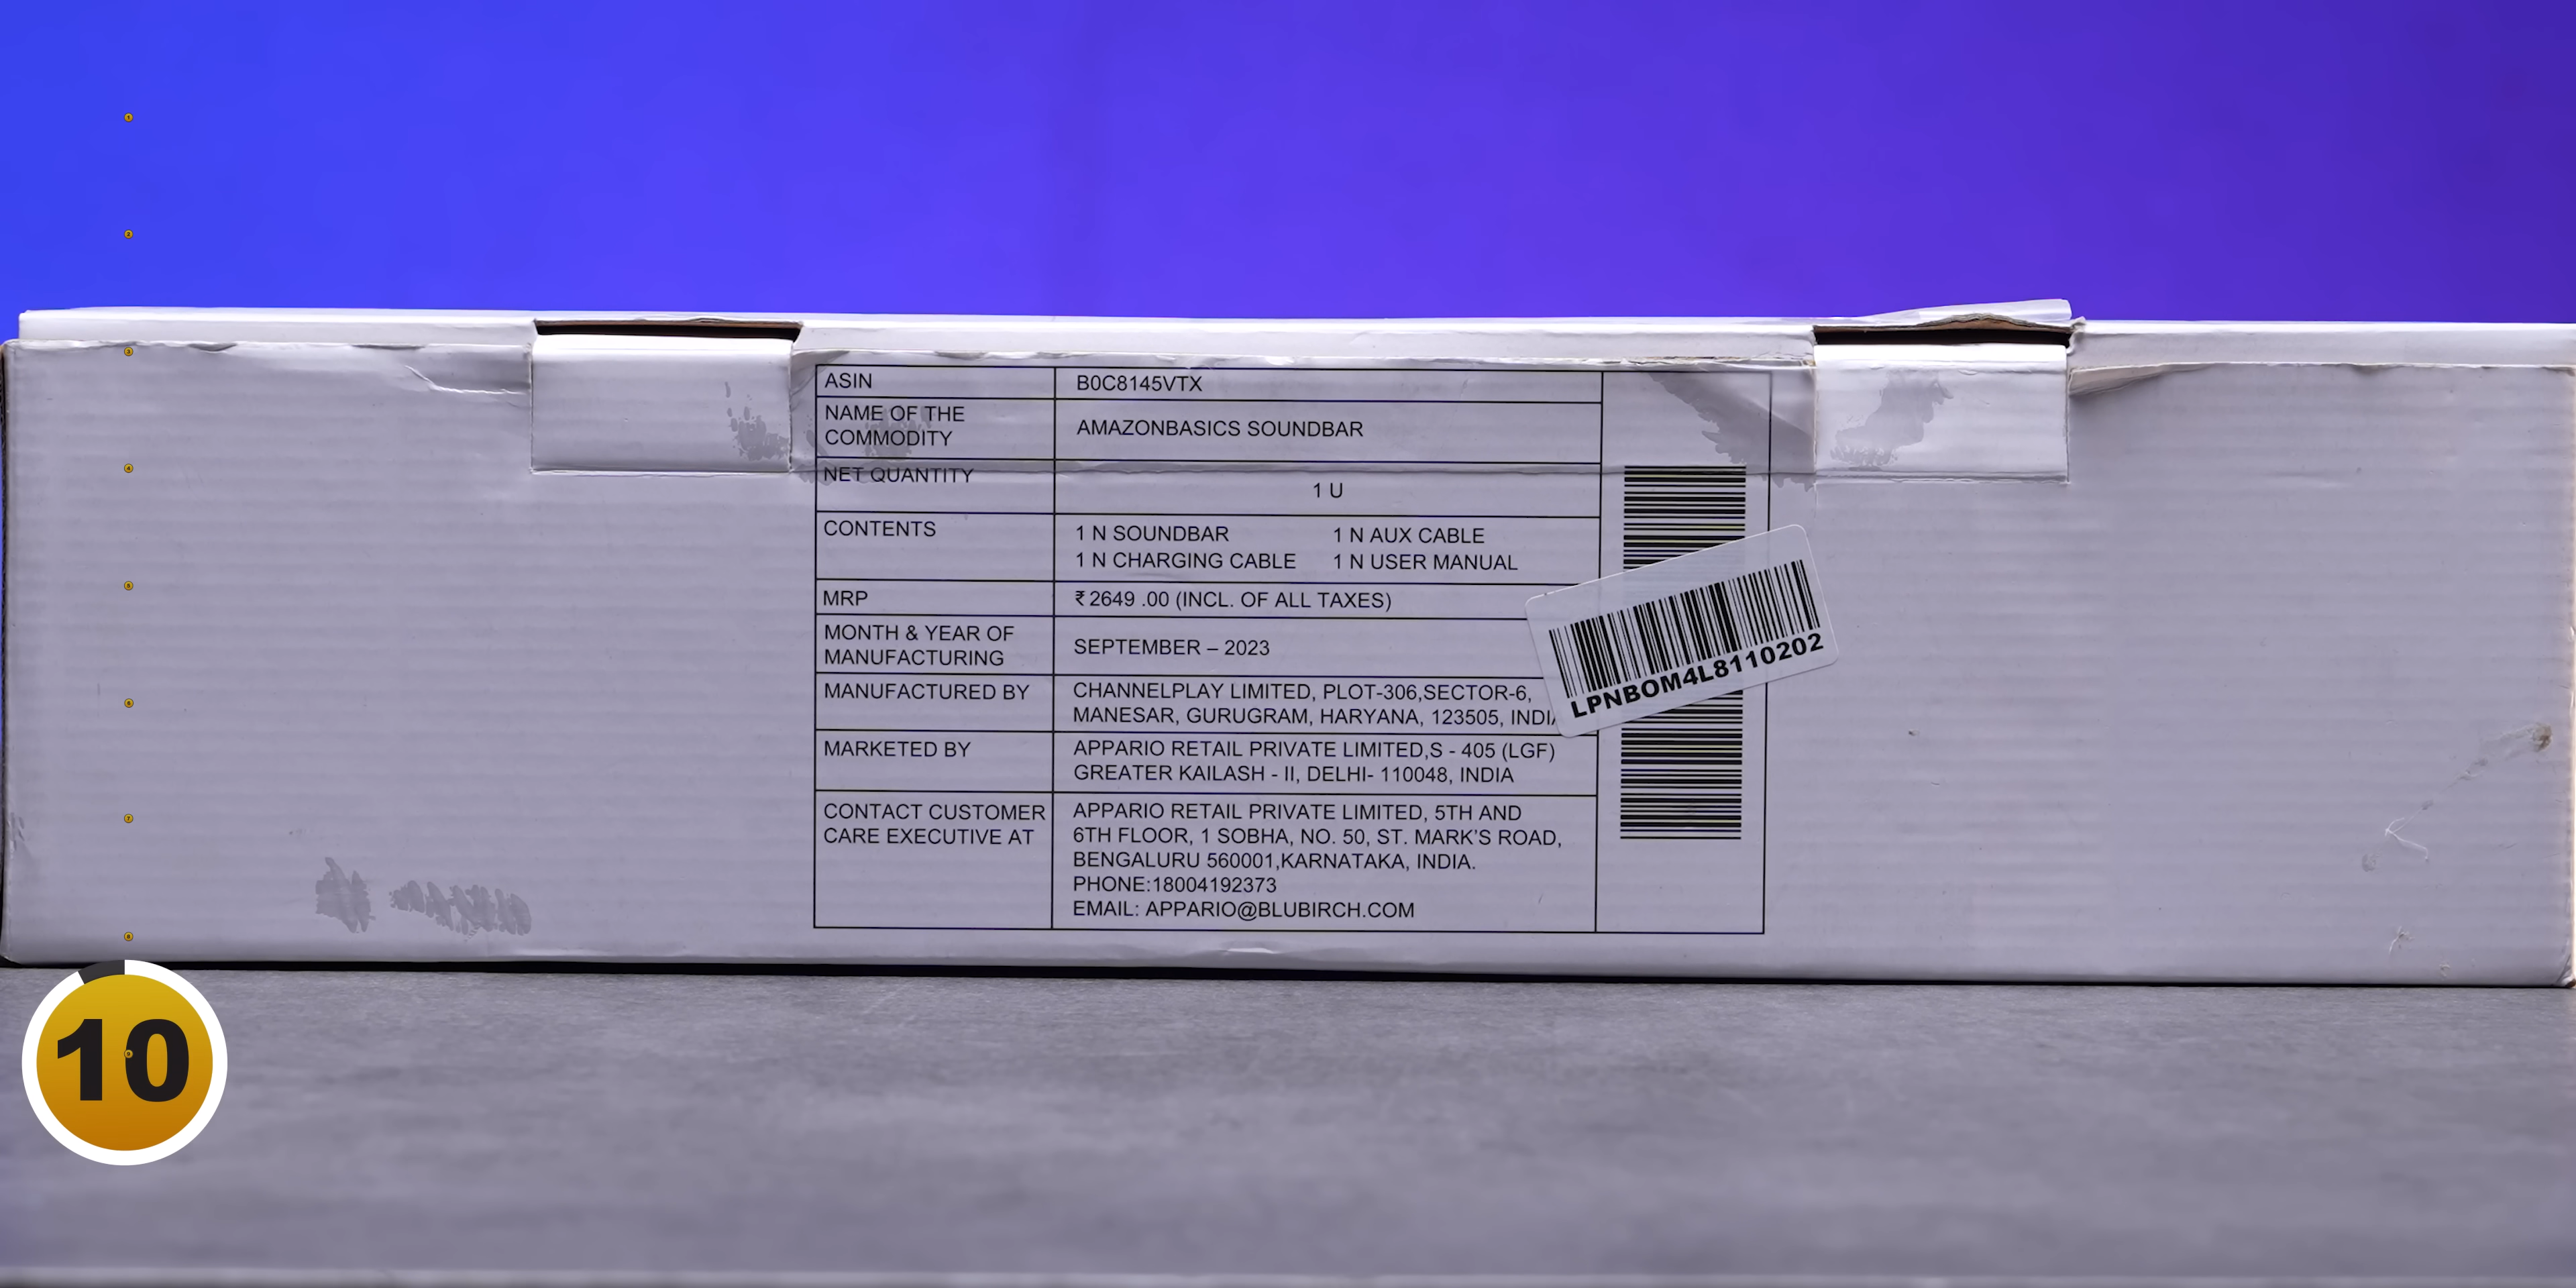 ASIN
B0C8145VTX
NAME OF THE
COMMODITY
AMAZONBASICS SOUNDBAR
NET QUANTITY
1 U
CONTENTS
1 N SOUNDBAR 1 N AUX CABLE
1 N CHARGING CABLE 1 N USER MANUAL
MRP
₹ 2649 .00 (INCL. OF ALL TAXES)
MONTH & YEAR OF
MANUFACTURING
SEPTEMBER – 2023
MANUFACTURED BY
CHANNELPLAY LIMITED, PLOT-306,SECTOR-6,
MANESAR, GURUGRAM, HARYANA, 123505, INDIA
MARKETED BY
APPARIO RETAIL PRIVATE LIMITED,S - 405 (LGF)
GREATER KAILASH - II, DELHI- 110048, INDIA
CONTACT CUSTOMER
CARE EXECUTIVE AT
APPARIO RETAIL PRIVATE LIMITED, 5TH AND
6TH FLOOR, 1 SOBHA, NO. 50, ST. MARK'S ROAD,
BENGALURU 560001,KARNATAKA, INDIA.
PHONE:18004192373
EMAIL: APPARIO@BLUBIRCH.COM
LPNBOM4L8110202
10